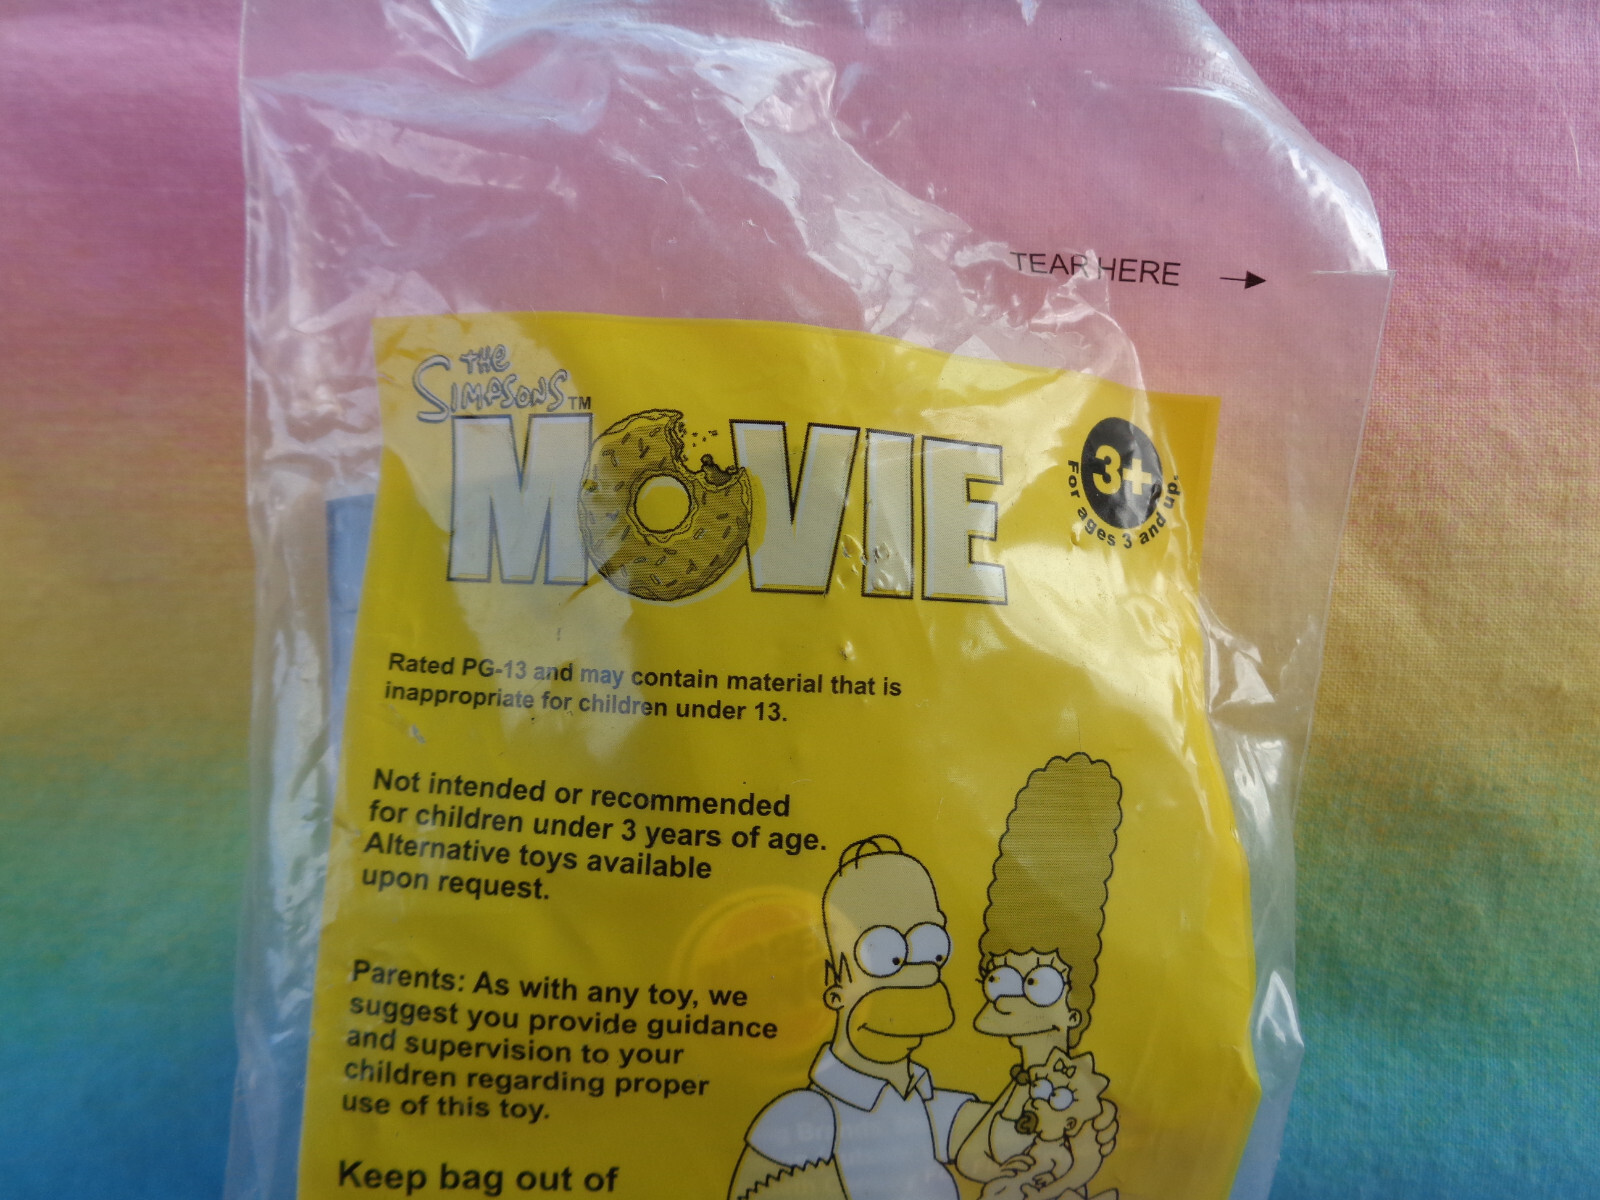 TEAR HERE
THE
SIMPSONS™
MOVIE
3+
For ages 3 and up.
Rated PG-13 and may contain material that is
inappropriate for children under 13.
Not intended or recommended
for children under 3 years of age.
Alternative toys available
upon request.
Parents: As with any toy, we
suggest you provide guidance
and supervision to your
children regarding proper
use of this toy.
Keep bag out of